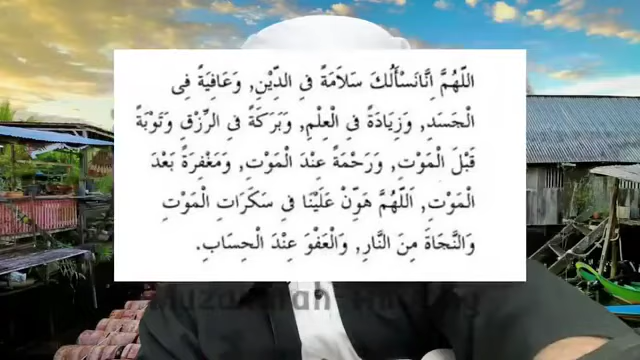 اَللّٰهُمَّ اِنَّانَسْأَلُكَ سَلَامَةً فِي الدِّيْنِ, وَعَافِيَةً فِي
الْجَسَدِ, وَزِيَادَةً فِي الْعِلْمِ, وَبَرَكَةً فِي الرِّزْقِ وَتَوْبَةً
قَبْلَ الْمَوْتِ, وَرَحْمَةً عِنْدَ الْمَوْتِ, وَمَغْفِرَةً بَعْدَ
الْمَوْتِ, اَللّٰهُمَّ هَوِّنْ عَلَيْنَا فِي سَكَرَاتِ الْمَوْتِ
وَالنَّجَاةَ مِنَ النَّارِ, وَالْعَفْوَ عِنْدَ الْحِسَابِ.